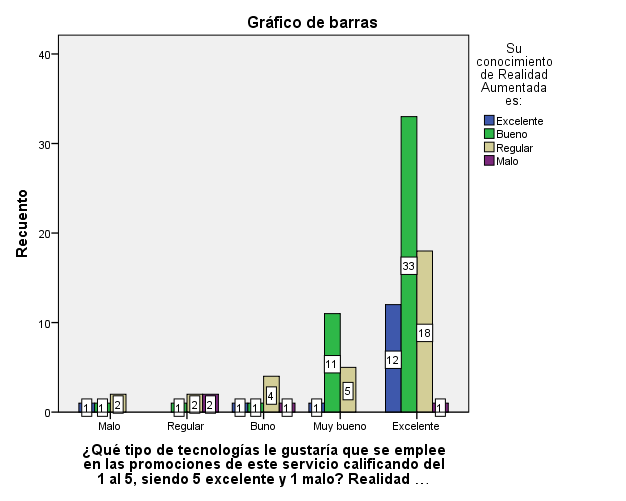 Gráfico de barras
Su
conocimiento
de Realidad
Aumentada
es:
Excelente
Bueno
Regular
Malo
Recuento
40
30
20
10
0
1
1
2
1
2
2
1
1
4
1
1
11
5
12
33
18
1
Malo
Regular
Buno
Muy bueno
Excelente
¿Qué tipo de tecnologías le gustaría que se emplee
en las promociones de este servicio calificando del
1 al 5, siendo 5 excelente y 1 malo? Realidad ...